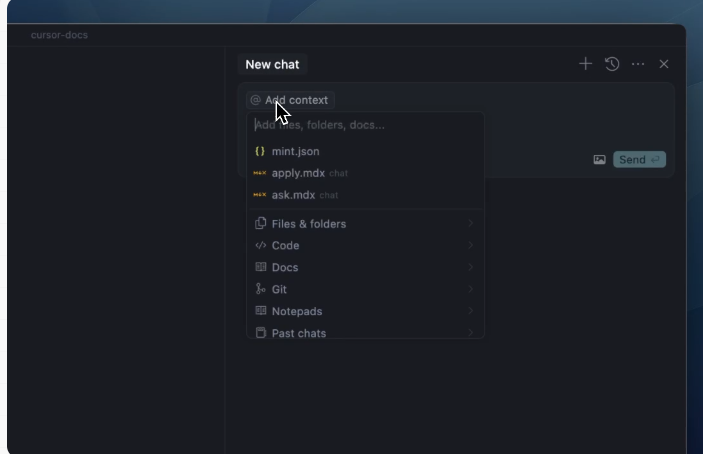 cursor-docs
New chat
@ Add context
Add files, folders, docs...
{} mint.json
MDX apply.mdx chat
MDX ask.mdx chat
Send
Files & folders
Code
Docs
Git
Notepads
Past chats